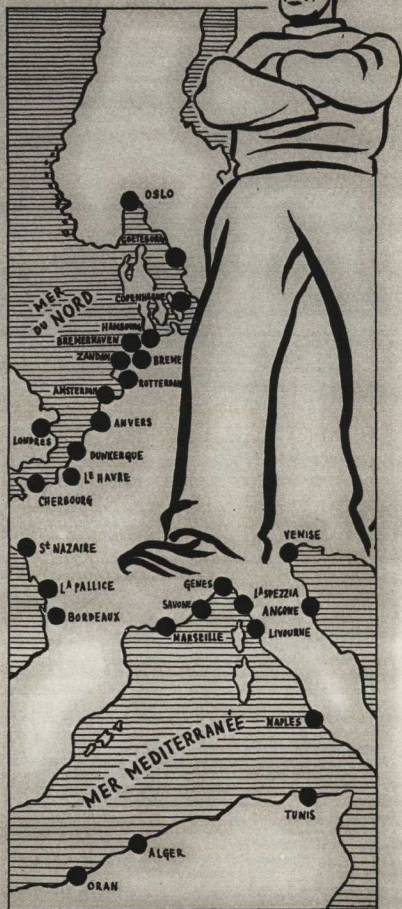 OSLO
GOETEBORG
MER
DU NORD
COPENHAGUE
HAMBOURG
BREMERHAVEN
ZANDAM
BREME
ROTTERDAM
AMSTERDAM
ANVERS
LONDRES
DUNKERQUE
LE HAVRE
CHERBOURG
VENISE
St NAZAIRE
LA PALLICE
GENES
LA SPEZZIA
SAVONE
ANCONE
BORDEAUX
MARSEILLE
LIVOURNE
NAPLES
MER MEDITERRANÉE
TUNIS
ALGER
ORAN